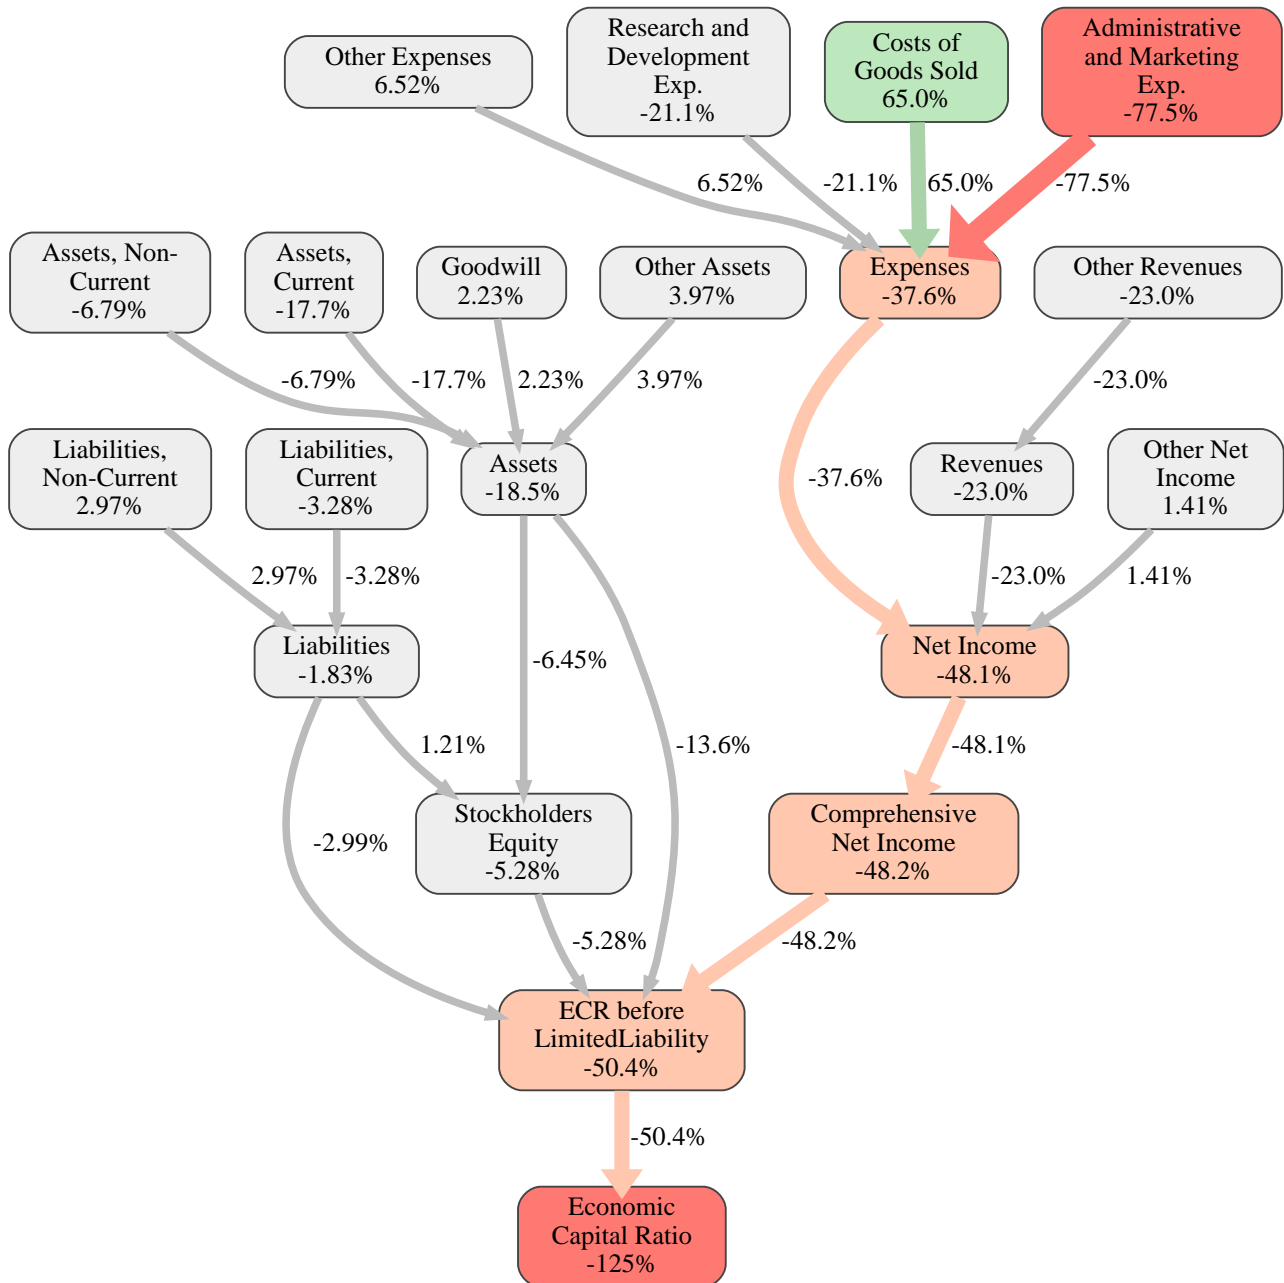 Other Expenses
6.52%
Research and
Development
Exp.
-21.1%
Costs of
Goods Sold
65.0%
Administrative
and Marketing
Exp.
-77.5%
6.52%
-21.1%
65.0%
-77.5%
Assets, Non-
Current
-6.79%
Assets,
Current
-17.7%
Goodwill
2.23%
Other Assets
3.97%
Expenses
-37.6%
Other Revenues
-23.0%
-6.79%
-17.7%
2.23%
3.97%
-23.0%
Liabilities,
Non-Current
2.97%
Liabilities,
Current
-3.28%
Assets
-18.5%
-37.6%
Revenues
-23.0%
Other Net
Income
1.41%
2.97%
-3.28%
-23.0%
1.41%
Liabilities
-1.83%
-6.45%
Net Income
-48.1%
1.21%
-13.6%
-48.1%
-2.99%
Stockholders
Equity
-5.28%
Comprehensive
Net Income
-48.2%
-5.28%
-48.2%
ECR before
LimitedLiability
-50.4%
-50.4%
Economic
Capital Ratio
-125%